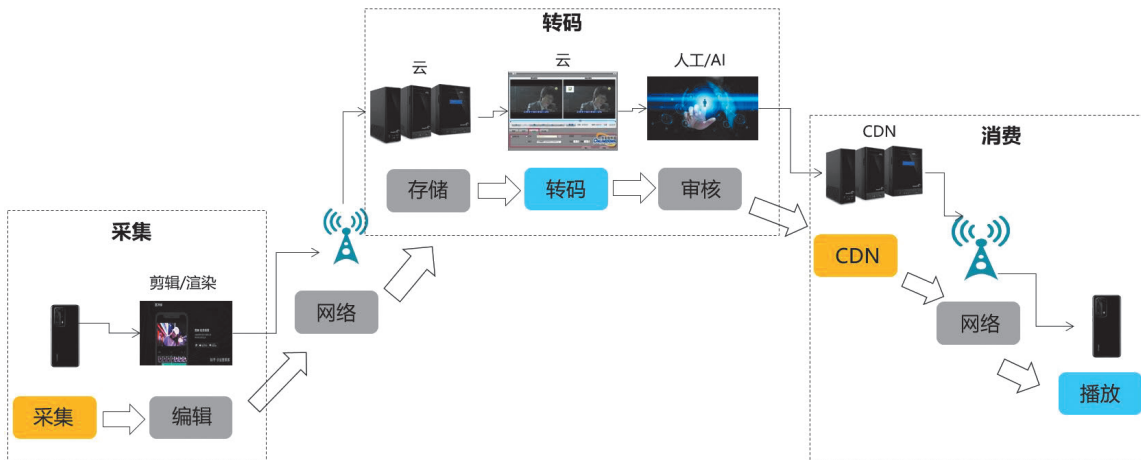 转码
云
云
人工/AI
存储
转码
审核
采集
剪辑/渲染
采集
编辑
网络
消费
CDN
CDN
网络
播放